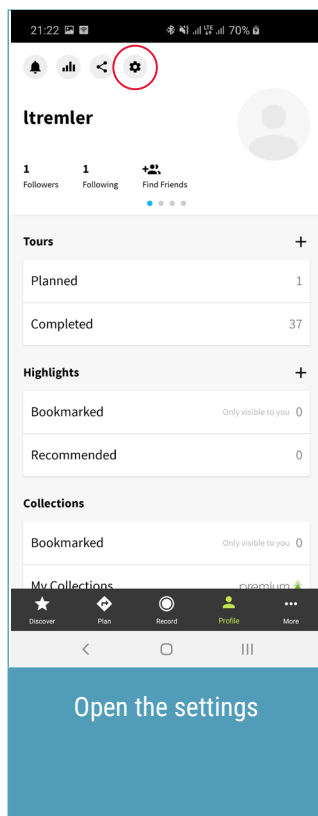 21:22 70%
ltremler
1 1
Followers Following Find Friends
Tours +
Planned 1
Completed 37
Highlights +
Bookmarked Only visible to you 0
Recommended 0
Collections
Bookmarked Only visible to you 0
My Collections premium
Discover Plan Record Profile More
Open the settings